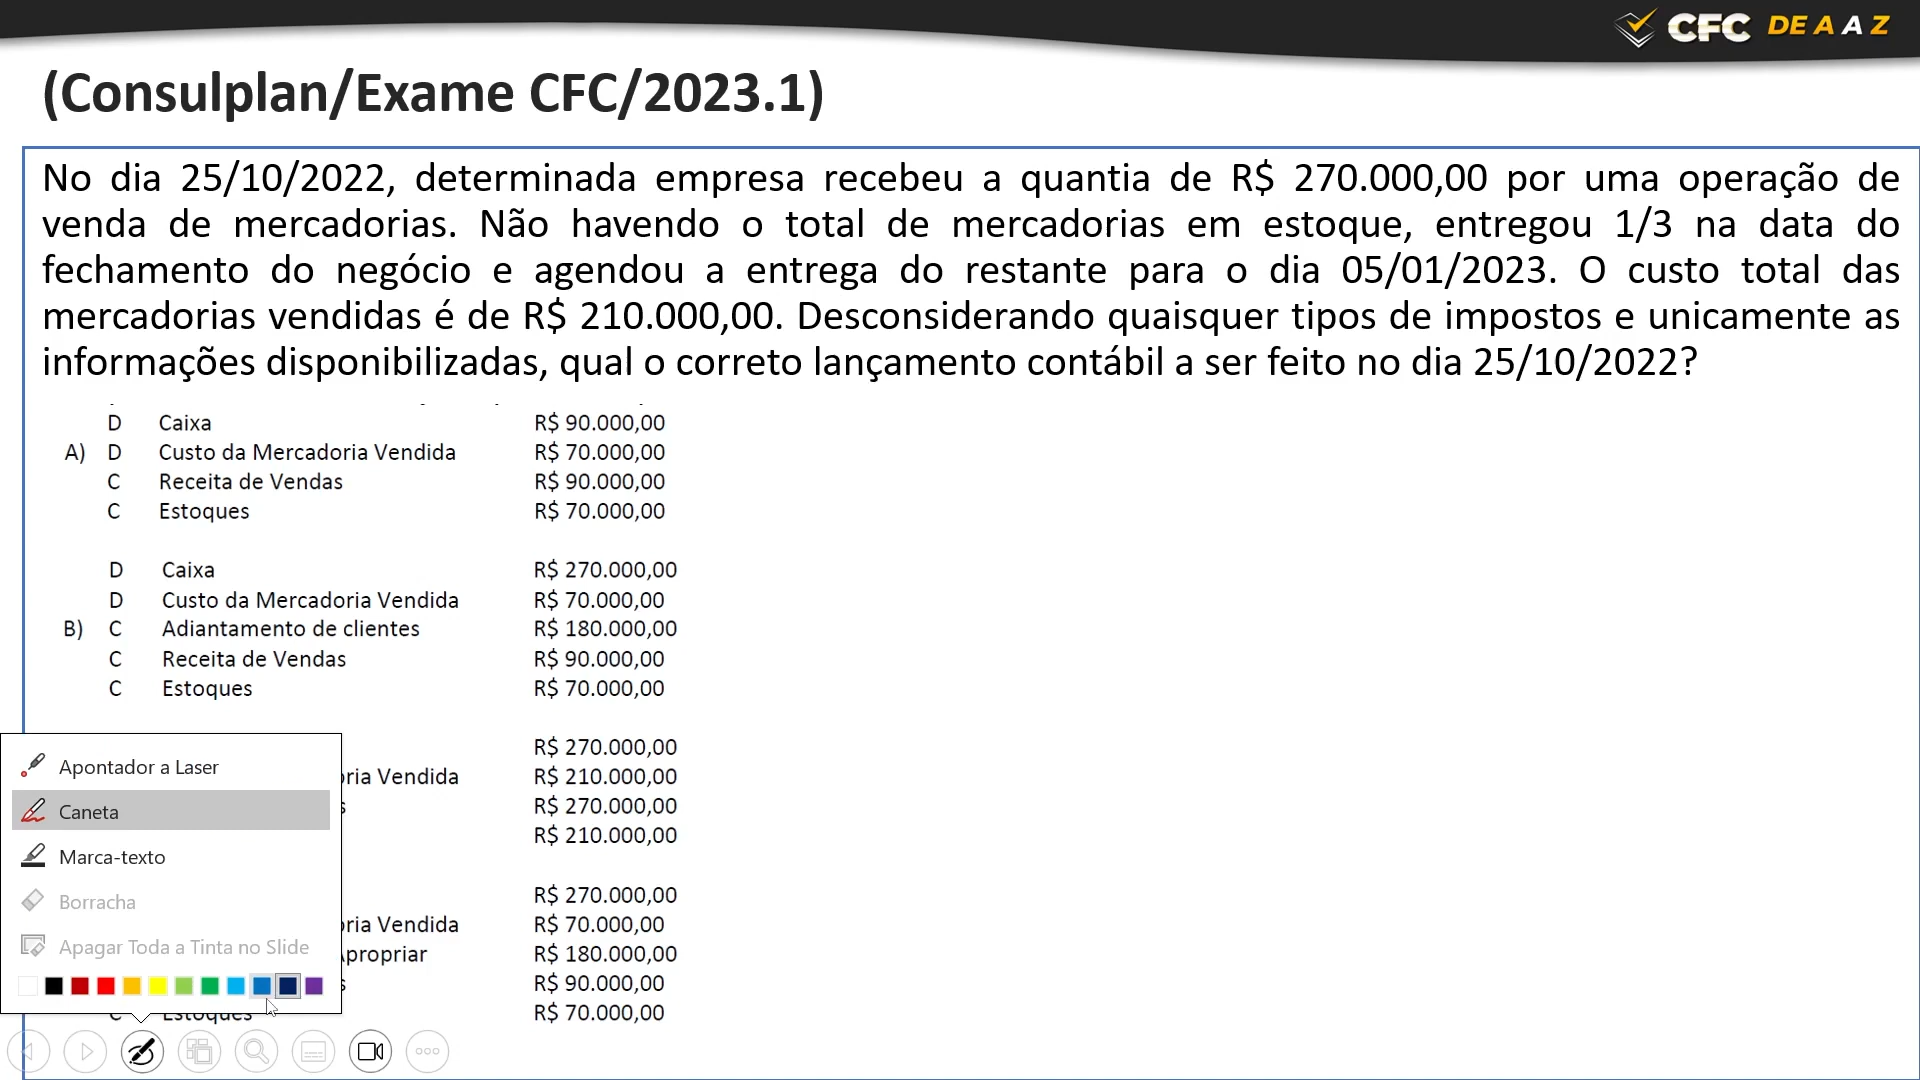 CFC DE A A Z
(Consulplan/Exame CFC/2023.1)
No dia 25/10/2022, determinada empresa recebeu a quantia de R$ 270.000,00 por uma operação de
venda de mercadorias. Não havendo o total de mercadorias em estoque, entregou 1/3 na data do
fechamento do negócio e agendou a entrega do restante para o dia 05/01/2023. O custo total das
mercadorias vendidas é de R$ 210.000,00. Desconsiderando quaisquer tipos de impostos e unicamente as
informações disponibilizadas, qual o correto lançamento contábil a ser feito no dia 25/10/2022?
D Caixa R$ 90.000,00
A) D Custo da Mercadoria Vendida R$ 70.000,00
C Receita de Vendas R$ 90.000,00
C Estoques R$ 70.000,00
D Caixa R$ 270.000,00
D Custo da Mercadoria Vendida R$ 70.000,00
B) C Adiantamento de clientes R$ 180.000,00
C Receita de Vendas R$ 90.000,00
C Estoques R$ 70.000,00
R$ 270.000,00
ria Vendida R$ 210.000,00
s R$ 270.000,00
R$ 210.000,00
R$ 270.000,00
ria Vendida R$ 70.000,00
Apropriar R$ 180.000,00
s R$ 90.000,00
C Estoques R$ 70.000,00
Apontador a Laser
Caneta
Marca-texto
Borracha
Apagar Toda a Tinta no Slide